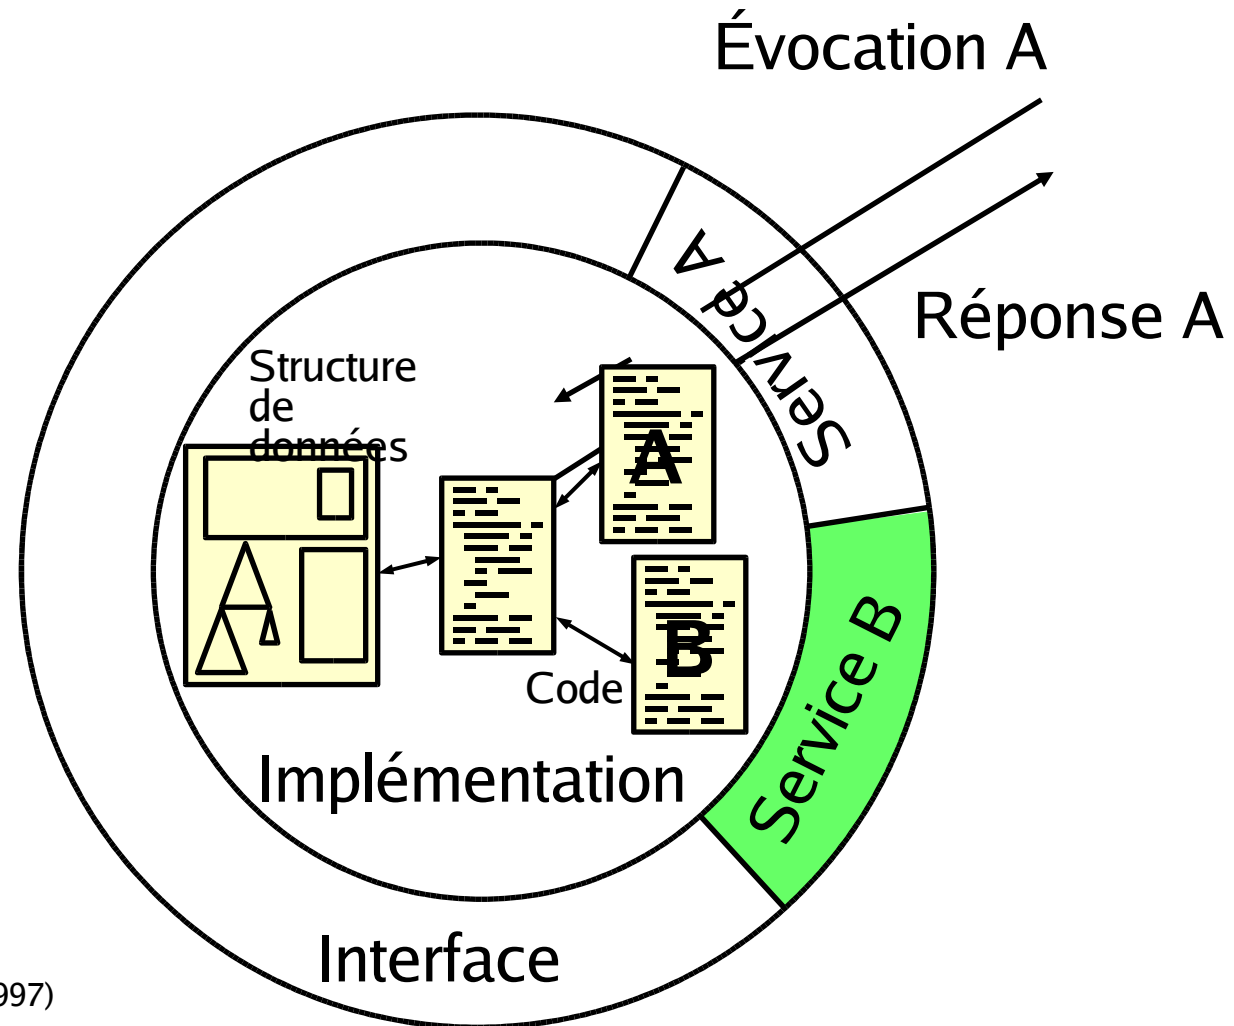 Évocation A
Service A
Réponse A
Structure
de
données
A
B
Code
Service B
Implémentation
Interface
997)